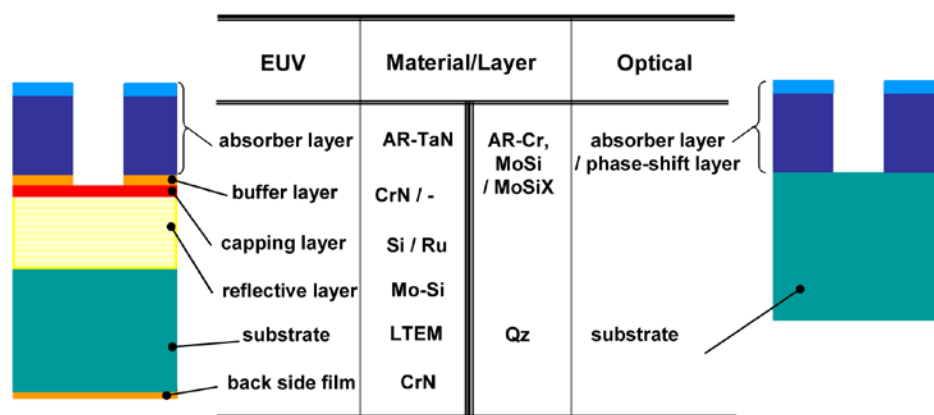 EUV Material/Layer Optical
absorber layer AR-TaN AR-Cr, absorber layer
MoSi / phase-shift layer
/ MoSiX
buffer layer CrN / -
capping layer Si / Ru
reflective layer Mo-Si
substrate LTEM Qz substrate
back side film CrN